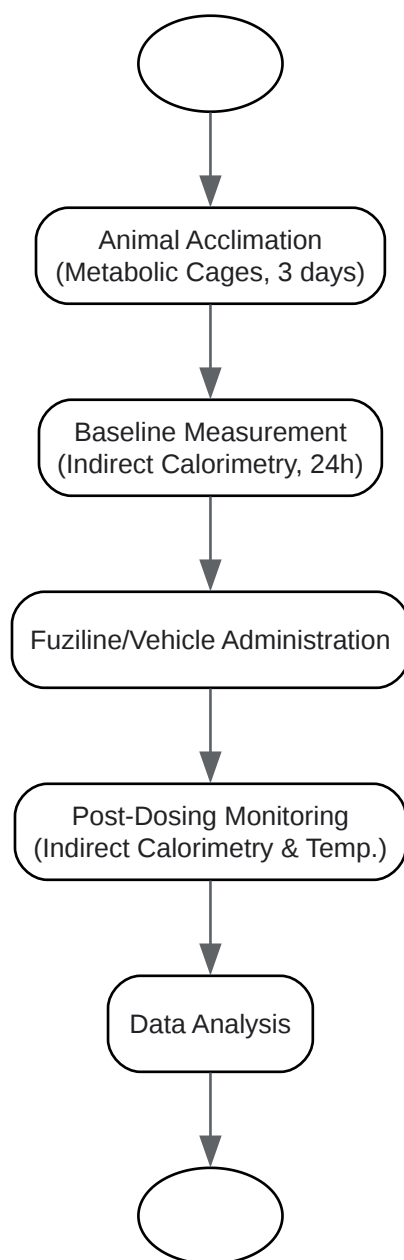 Animal Acclimation
(Metabolic Cages, 3 days)
Baseline Measurement
(Indirect Calorimetry, 24h)
Fuziline/Vehicle Administration
Post-Dosing Monitoring
(Indirect Calorimetry & Temp.)
Data Analysis